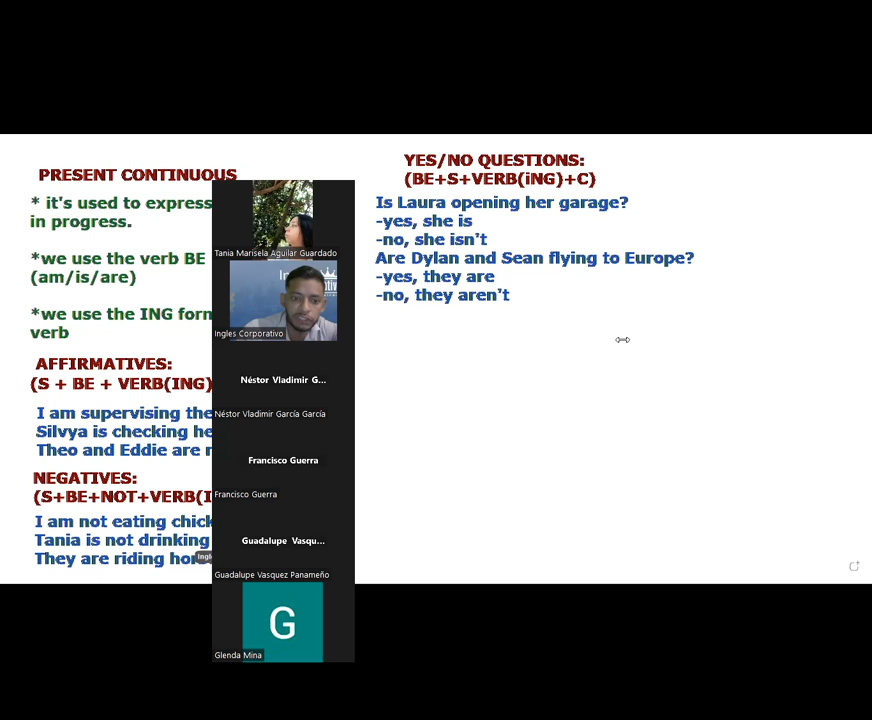 PRESENT CONTINUOUS
* it's used to express
in progress.
*we use the verb BE
(am/is/are)
*we use the ING form
verb
AFFIRMATIVES:
(S + BE + VERB(ING)
I am supervising the
Silvya is checking he
Theo and Eddie are
NEGATIVES:
(S+BE+NOT+VERB(I
I am not eating chick
Tania is not drinking
They are riding hor
Tania Marisela Aguilar Guardado
Ingles Corporativo
Néstor Vladimir G...
Néstor Vladimir García García
Francisco Guerra
Francisco Guerra
Guadalupe Vasqu...
Guadalupe Vasquez Panameño
G
Glenda Mina
YES/NO QUESTIONS:
(BE+S+VERB(iNG)+C)
Is Laura opening her garage?
-yes, she is
-no, she isn't
Are Dylan and Sean flying to Europe?
-yes, they are
-no, they aren't